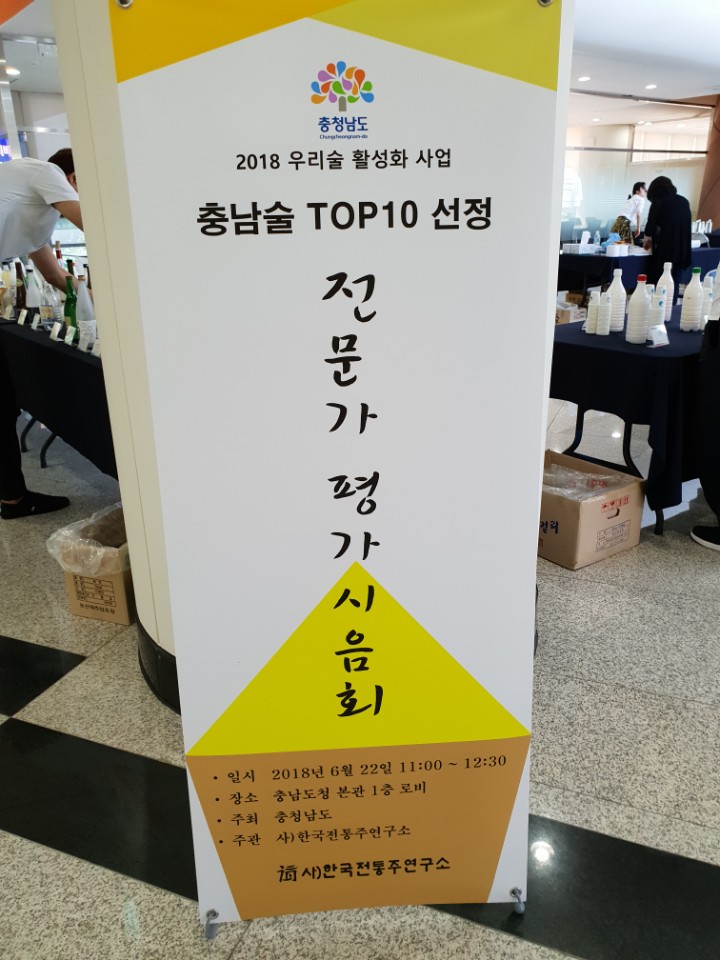 충청남도
Chungcheongnam-do
2018 우리술 활성화 사업
충남술 TOP10 선정
전문가 평가시음회
• 일시 2018년 6월 22일 11:00 ~ 12:30
• 장소 충남도청 본관 1층 로비
• 주최 충청남도
• 주관 사)한국전통주연구소
사)한국전통주연구소